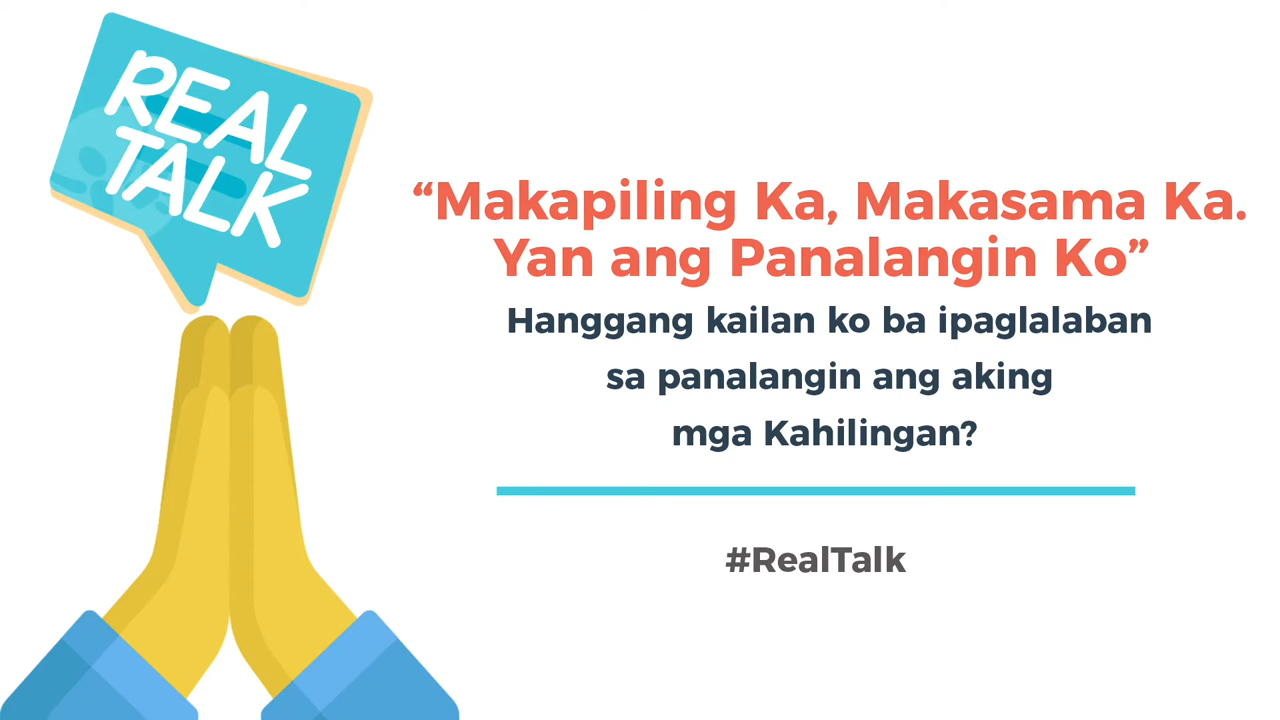 REAL
TALK
“Makapiling Ka, Makasama Ka.
Yan ang Panalangin Ko”
Hanggang kailan ko ba ipaglalaban
sa panalangin ang aking
mga Kahilingan?
#RealTalk